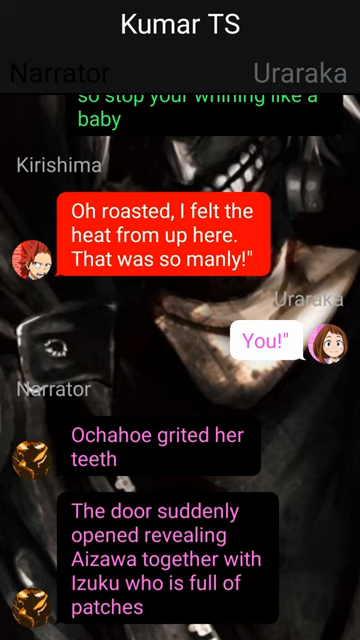 Kumar TS
Narrator
Uraraka
so stop your whining like a
baby
Kirishima
Oh roasted, I felt the
heat from up here.
That was so manly!"
Uraraka
You!"
Narrator
Ochahoe grited her
teeth
The door suddenly
opened revealing
Aizawa together with
Izuku who is full of
patches